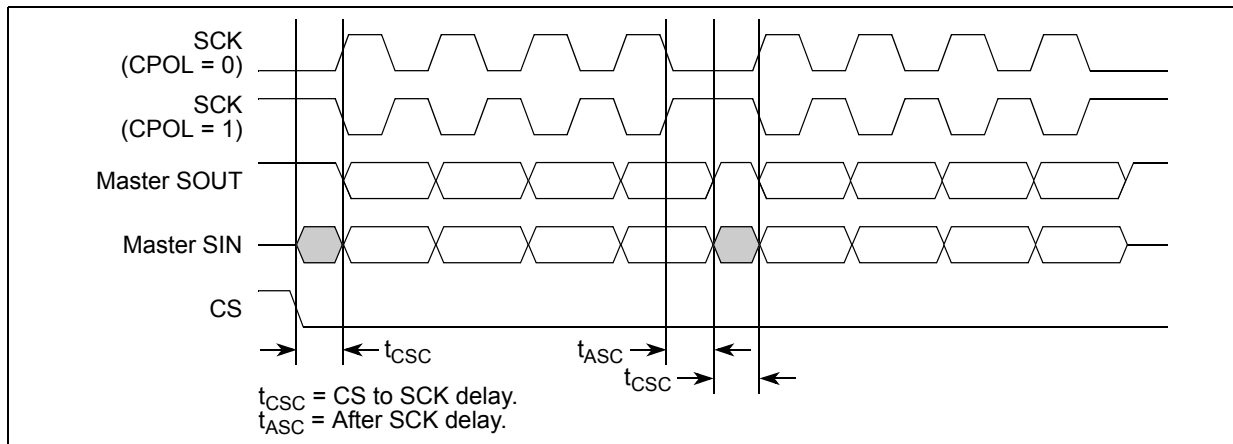 SCK
(CPOL = 0)
SCK
(CPOL = 1)
Master SOUT
Master SIN
CS
tCSC
tASC
tCSC
tCSC = CS to SCK delay.
tASC = After SCK delay.